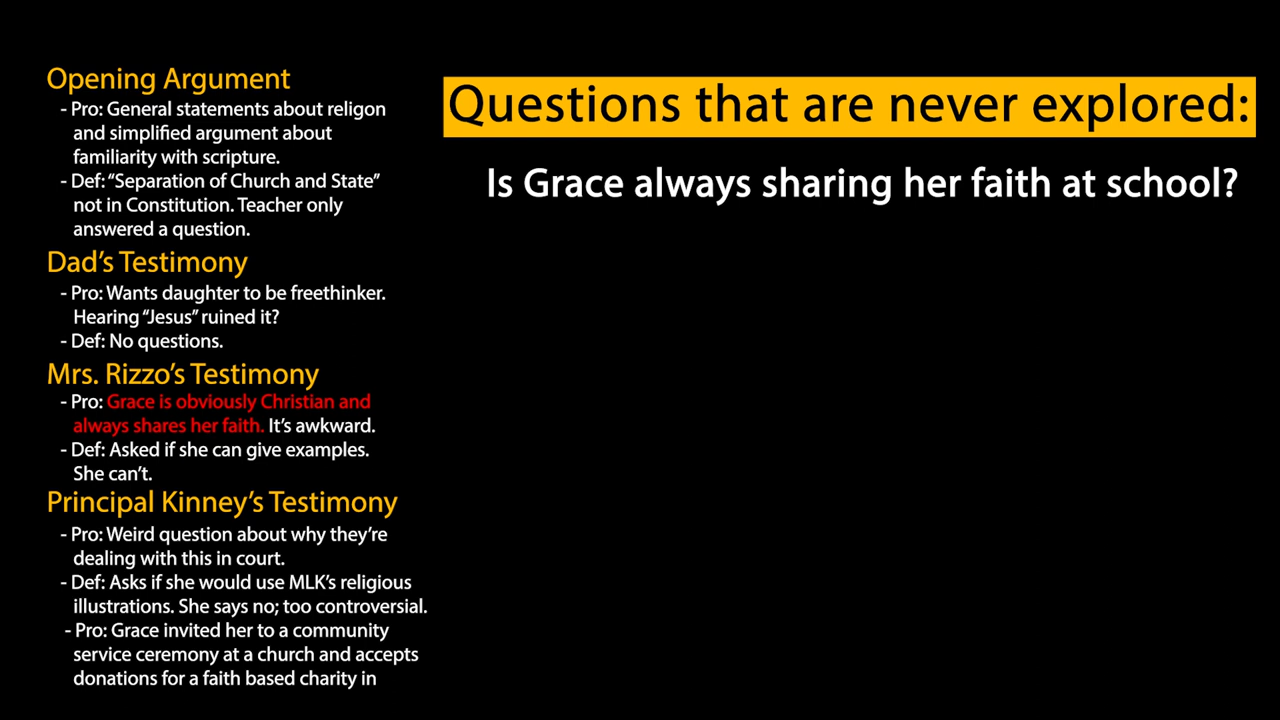 Opening Argument
- Pro: General statements about religon
and simplified argument about
familiarity with scripture.
- Def: “Separation of Church and State”
not in Constitution. Teacher only
answered a question.
Dad’s Testimony
- Pro: Wants daughter to be freethinker.
Hearing “Jesus” ruined it?
- Def: No questions.
Mrs. Rizzo’s Testimony
- Pro: Grace is obviously Christian and
always shares her faith. It’s awkward.
- Def: Asked if she can give examples.
She can’t.
Principal Kinney’s Testimony
- Pro: Weird question about why they’re
dealing with this in court.
- Def: Asks if she would use MLK’s religious
illustrations. She says no; too controversial.
- Pro: Grace invited her to a community
service ceremony at a church and accepts
donations for a faith based charity in
Questions that are never explored:
Is Grace always sharing her faith at school?